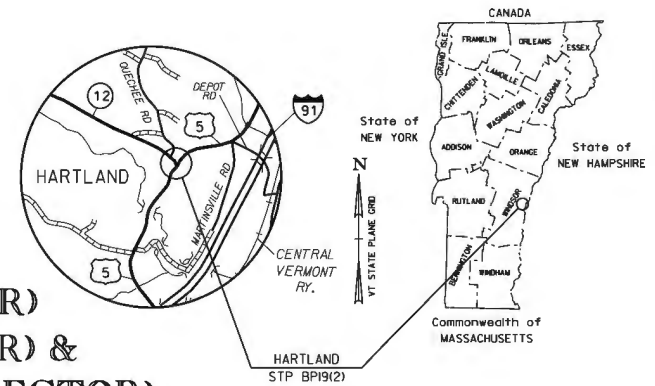 CANADA
GRAND ISLE
FRANKLIN
ORLEANS
ESSEX
LAMOILLE
CHITTENDEN
CALEDONIA
WASHINGTON
State of
NEW YORK
ADDISON
ORANGE
State of
NEW HAMPSHIRE
RUTLAND
WINDSOR
BENNINGTON
WINDHAM
Commonwealth of
MASSACHUSETTS
N
VT STATE PLANE GRID
QUECHEE RD
DEPOT
RD
12
5
91
HARTLAND
MARTINSVILLE RD
5
CENTRAL
VERMONT
RY.
R)
R) &
ECTOR)
HARTLAND
STP BP19(2)